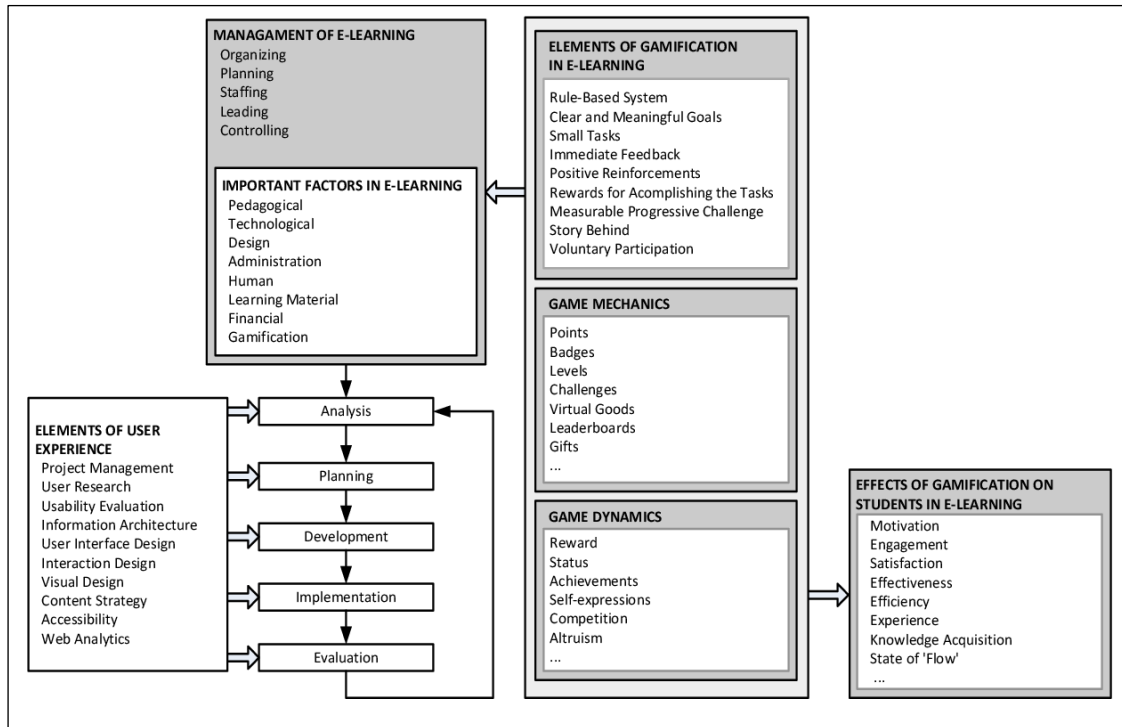 MANAGAMENT OF E-LEARNING
Organizing
Planning
Staffing
Leading
Controlling
IMPORTANT FACTORS IN E-LEARNING
Pedagogical
Technological
Design
Administration
Human
Learning Material
Financial
Gamification
ELEMENTS OF GAMIFICATION
IN E-LEARNING
Rule-Based System
Clear and Meaningful Goals
Small Tasks
Immediate Feedback
Positive Reinforcements
Rewards for Acomplishing the Tasks
Measurable Progressive Challenge
Story Behind
Voluntary Participation
GAME MECHANICS
Points
Badges
Levels
Challenges
Virtual Goods
Leaderboards
Gifts
...
GAME DYNAMICS
Reward
Status
Achievements
Self-expressions
Competition
Altruism
...
ELEMENTS OF USER
EXPERIENCE
Project Management
User Research
Usability Evaluation
Information Architecture
User Interface Design
Interaction Design
Visual Design
Content Strategy
Accessibility
Web Analytics
Analysis
Planning
Development
Implementation
Evaluation
EFFECTS OF GAMIFICATION ON
STUDENTS IN E-LEARNING
Motivation
Engagement
Satisfaction
Effectiveness
Efficiency
Experience
Knowledge Acquisition
State of 'Flow'
...